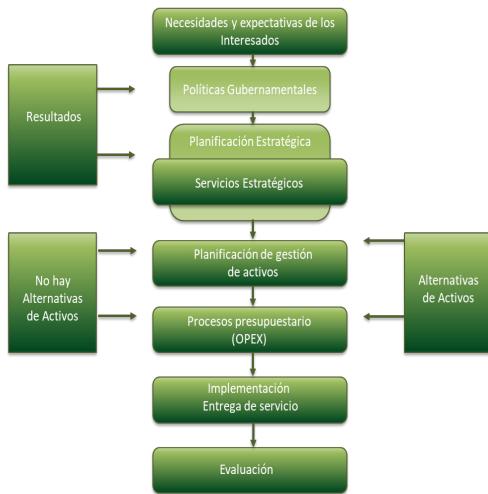 Necesidades y expectativas de los
Interesados
Políticas Gubernamentales
Resultados
Planificación Estratégica
Servicios Estratégicos
Planificación de gestión
de activos
No hay
Alternativas
de Activos
Alternativas
de Activos
Procesos presupuestario
(OPEX)
Implementación
Entrega de servicio
Evaluación